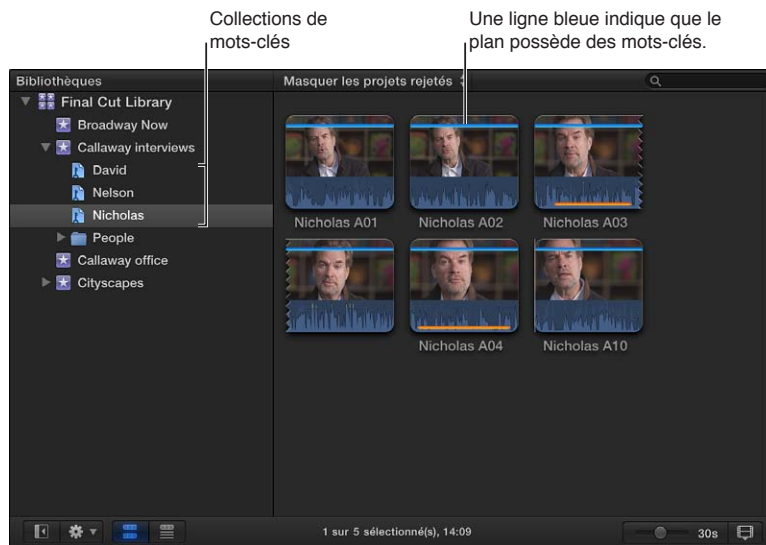 Collections de
mots-clés
Une ligne bleue indique que le
plan possède des mots-clés.
Bibliothèques
Masquer les projets rejetés
Final Cut Library
Broadway Now
Callaway interviews
David
Nelson
Nicholas
People
Callaway office
Cityscapes
Nicholas A01
Nicholas A02
Nicholas A03
Nicholas A04
Nicholas A10
1 sur 5 sélectionné(s), 14:09
30s